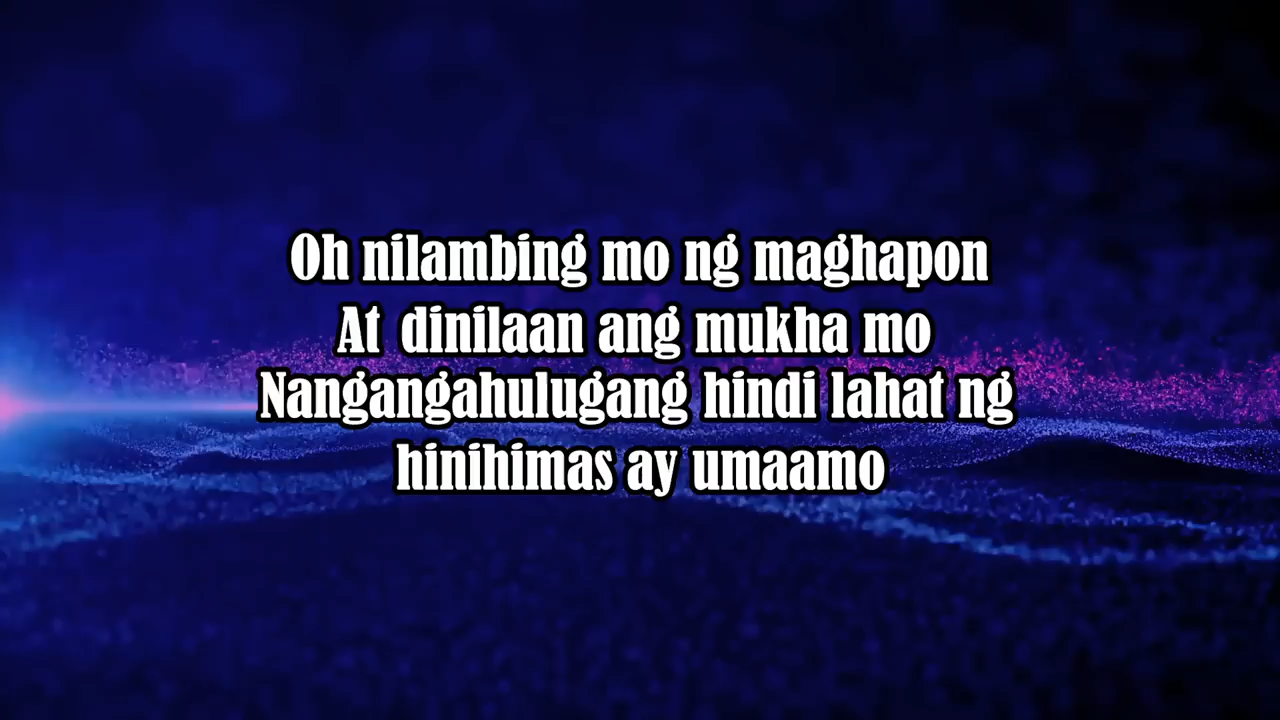 Oh nilambing mo ng maghapon
At dinilaan ang mukha mo
Nangangahulugang hindi lahat ng
hinihimas ay umaamo